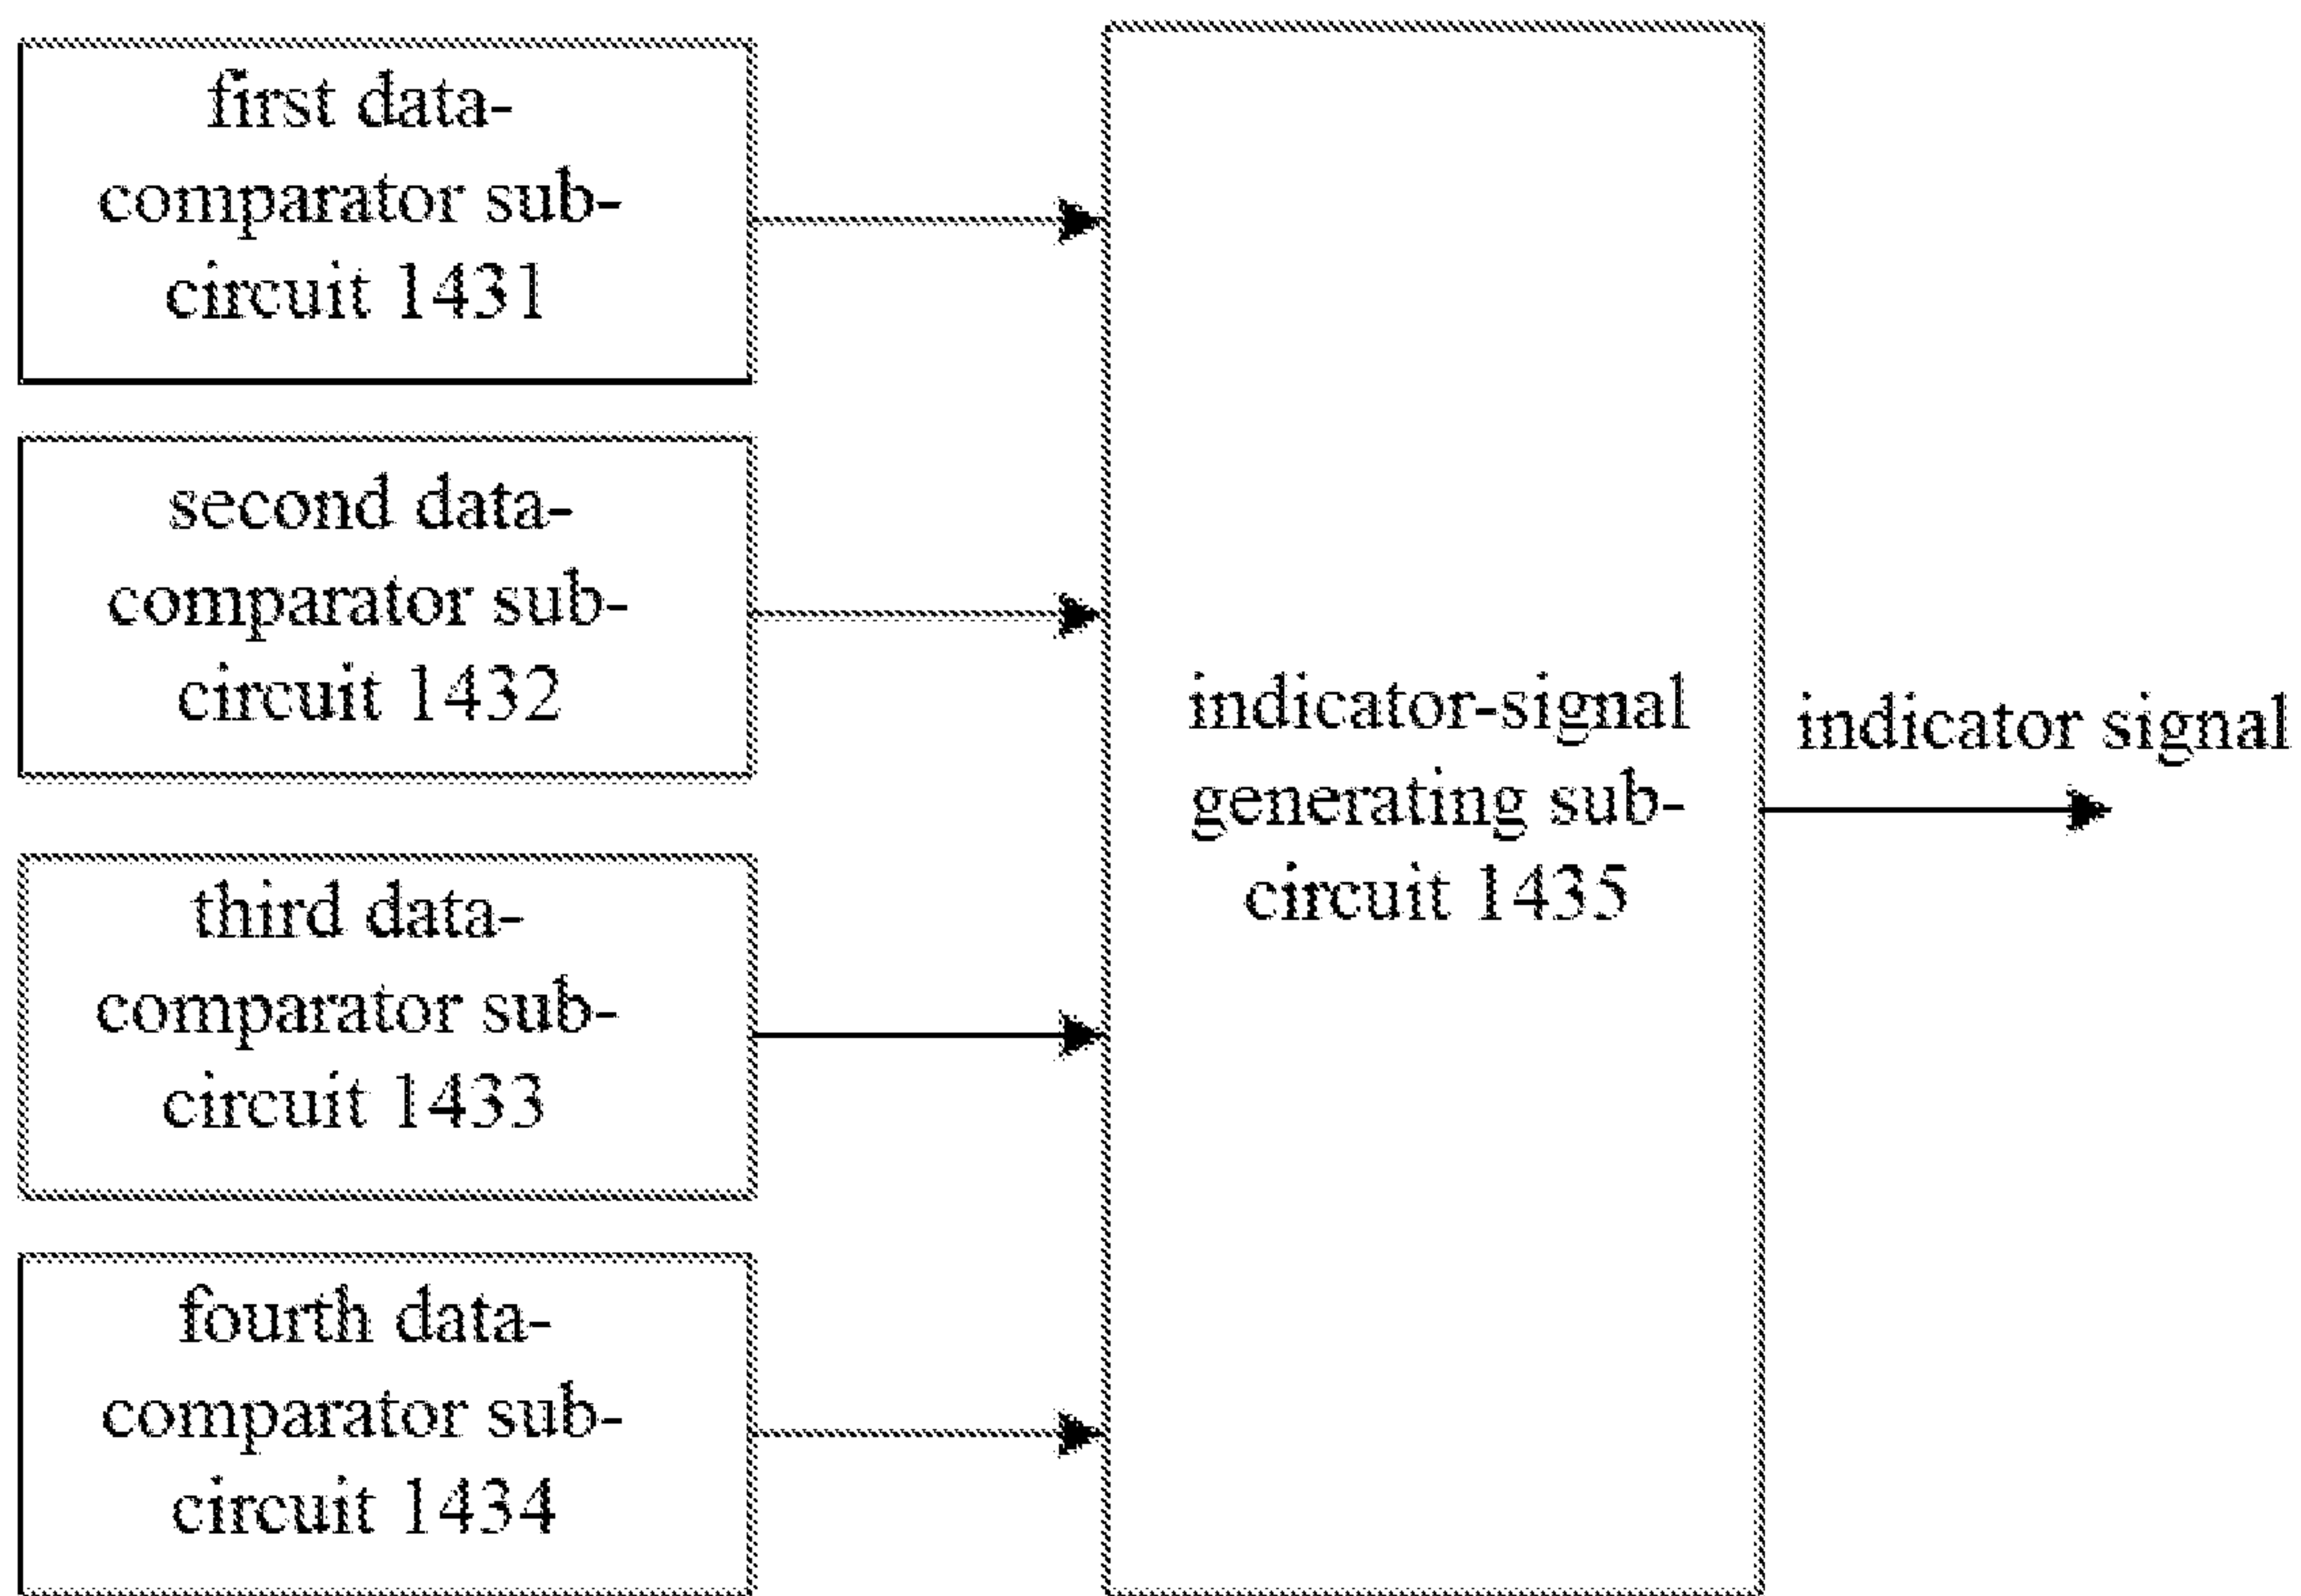 first data-
comparator sub-
circuit 1431
second data-
comparator sub-
circuit 1432
third data-
comparator sub-
circuit 1433
fourth data-
comparator sub-
circuit 1434
indicator-signal
generating sub-
circuit 1435
indicator signal